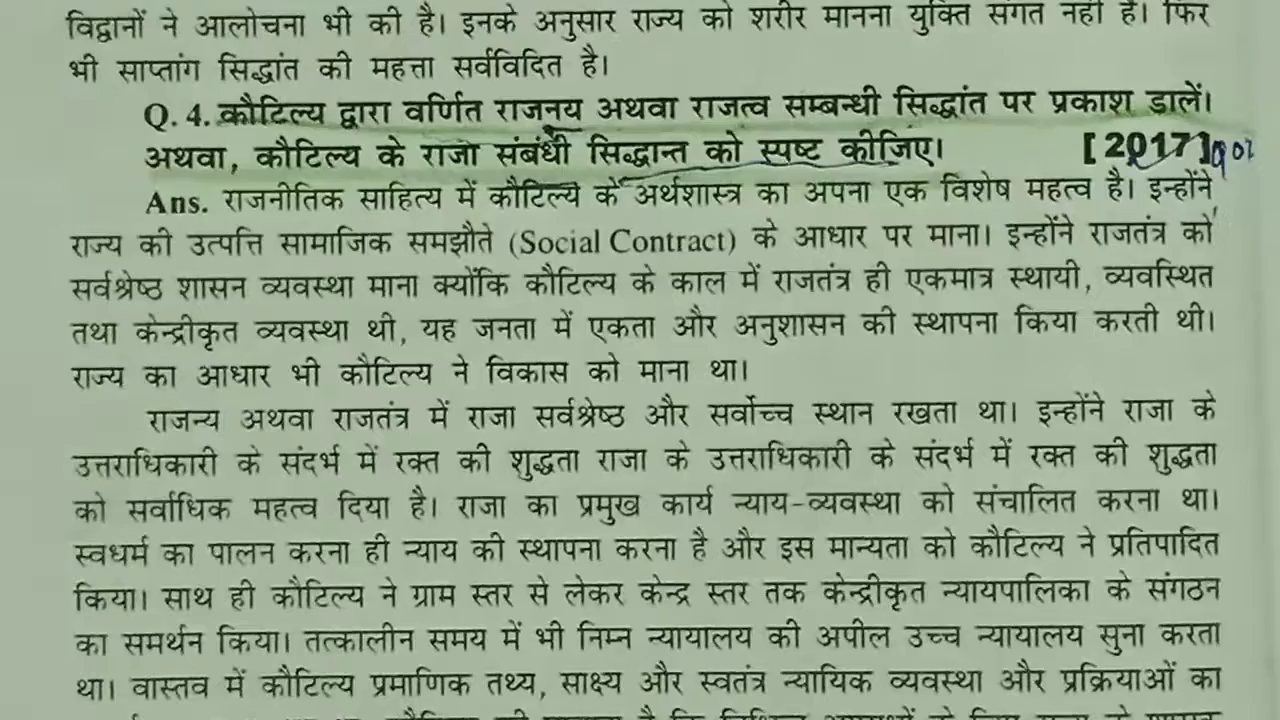 विद्वानों ने आलोचना भी की है। इनके अनुसार राज्य को शरीर मानना युक्ति संगत नहीं है। फिर
भी साप्तांग सिद्धांत की महत्ता सर्वविदित है।
Q. 4. कौटिल्य द्वारा वर्णित राजनय अथवा राजत्व सम्बन्धी सिद्धांत पर प्रकाश डालें।
अथवा, कौटिल्य के राजा संबंधी सिद्धान्त को स्पष्ट कीजिए। [2017]
Ans. राजनीतिक साहित्य में कौटिल्य के अर्थशास्त्र का अपना एक विशेष महत्व है। इन्होंने
राज्य की उत्पत्ति सामाजिक समझौते (Social Contract) के आधार पर माना। इन्होंने राजतंत्र को
सर्वश्रेष्ठ शासन व्यवस्था माना क्योंकि कौटिल्य के काल में राजतंत्र ही एकमात्र स्थायी, व्यवस्थित
तथा केन्द्रीकृत व्यवस्था थी, यह जनता में एकता और अनुशासन की स्थापना किया करती थी।
राज्य का आधार भी कौटिल्य ने विकास को माना था।
राजन्य अथवा राजतंत्र में राजा सर्वश्रेष्ठ और सर्वोच्च स्थान रखता था। इन्होंने राजा के
उत्तराधिकारी के संदर्भ में रक्त की शुद्धता राजा के उत्तराधिकारी के संदर्भ में रक्त की शुद्धता
को सर्वाधिक महत्व दिया है। राजा का प्रमुख कार्य न्याय-व्यवस्था को संचालित करना था।
स्वधर्म का पालन करना ही न्याय की स्थापना करना है और इस मान्यता को कौटिल्य ने प्रतिपादित
किया। साथ ही कौटिल्य ने ग्राम स्तर से लेकर केन्द्र स्तर तक केन्द्रीकृत न्यायपालिका के संगठन
का समर्थन किया। तत्कालीन समय में भी निम्न न्यायालय की अपील उच्च न्यायालय सुना करता
था। वास्तव में कौटिल्य प्रमाणिक तथ्य, साक्ष्य और स्वतंत्र न्यायिक व्यवस्था और प्रक्रियाओं का